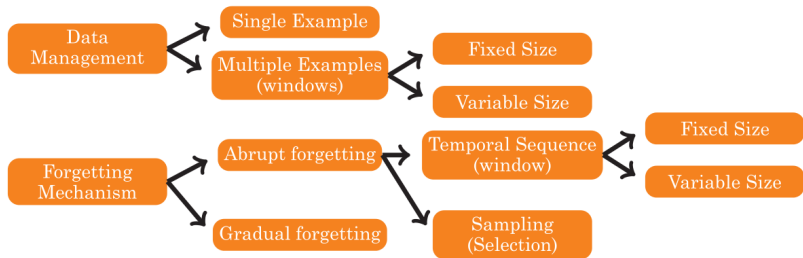 Data
Management
Single Example
Multiple Examples
(windows)
Fixed Size
Variable Size
Forgetting
Mechanism
Abrupt forgetting
Gradual forgetting
Temporal Sequence
(window)
Sampling
(Selection)
Fixed Size
Variable Size